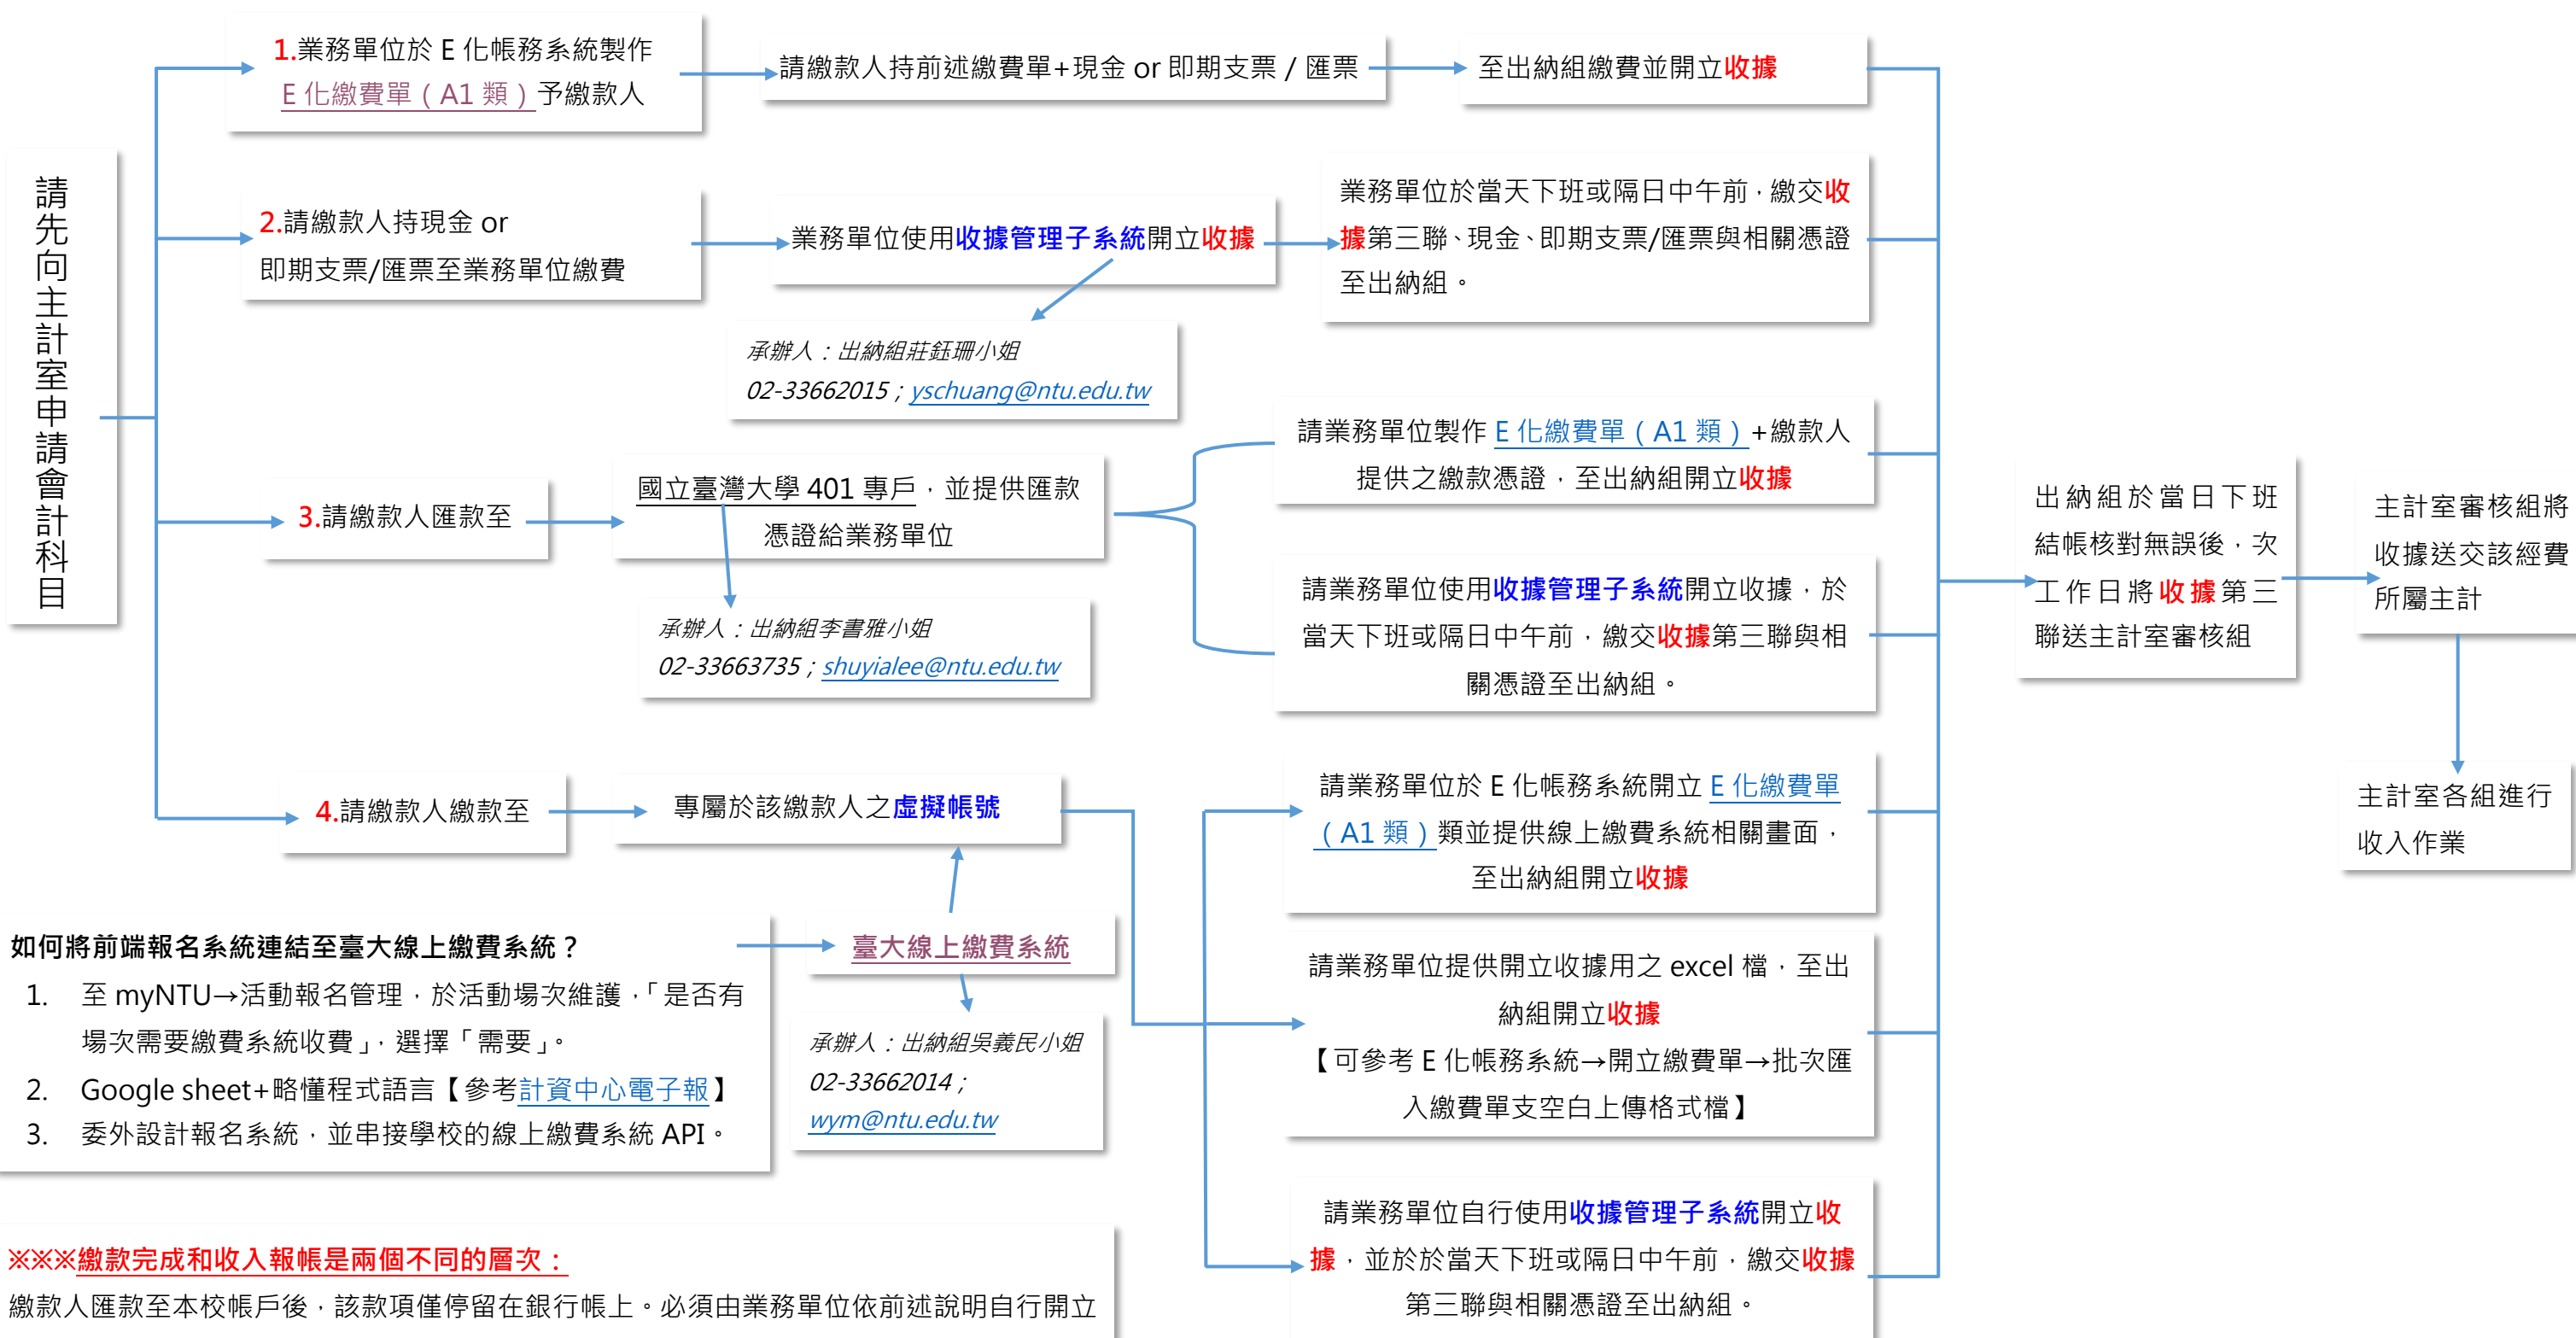 請先向主計室申請會計科目
1.業務單位於 E 化帳務系統製作
E 化繳費單（A1 類）予繳款人
請繳款人持前述繳費單+現金 or 即期支票 / 匯票
至出納組繳費並開立收據
2.請繳款人持現金 or
即期支票/匯票至業務單位繳費
業務單位使用收據管理子系統開立收據
承辦人：出納組莊鈺珊小姐
02-33662015；yschuang@ntu.edu.tw
業務單位於當天下班或隔日中午前，繳交收
據第三聯、現金、即期支票/匯票與相關憑證
至出納組。
3.請繳款人匯款至
國立臺灣大學 401 專戶，並提供匯款
憑證給業務單位
承辦人：出納組李書雅小姐
02-33663735；shuyialee@ntu.edu.tw
請業務單位製作 E 化繳費單（A1 類）+繳款人
提供之繳款憑證，至出納組開立收據
請業務單位使用收據管理子系統開立收據，於
當天下班或隔日中午前，繳交收據第三聯與相
關憑證至出納組。
4.請繳款人繳款至
專屬於該繳款人之虛擬帳號
臺大線上繳費系統
承辦人：出納組吳義民小姐
02-33662014；
wym@ntu.edu.tw
請業務單位於 E 化帳務系統開立 E 化繳費單
（A1 類）類並提供線上繳費系統相關畫面，
至出納組開立收據
請業務單位提供開立收據用之 excel 檔，至出
納組開立收據
【可參考 E 化帳務系統→開立繳費單→批次匯
入繳費單支空白上傳格式檔】
請業務單位自行使用收據管理子系統開立收
據，並於於當天下班或隔日中午前，繳交收據
第三聯與相關憑證至出納組。
出納組於當日下班
結帳核對無誤後，次
工作日將收據第三
聯送主計室審核組
主計室審核組將
收據送交該經費
所屬主計
主計室各組進行
收入作業
如何將前端報名系統連結至臺大線上繳費系統？
1. 至 myNTU→活動報名管理，於活動場次維護，「是否有
場次需要繳費系統收費」，選擇「需要」。
2. Google sheet+略懂程式語言【參考計資中心電子報】
3. 委外設計報名系統，並串接學校的線上繳費系統 API。
※※※繳款完成和收入報帳是兩個不同的層次：
繳款人匯款至本校帳戶後，該款項僅停留在銀行帳上。必須由業務單位依前述說明自行開立